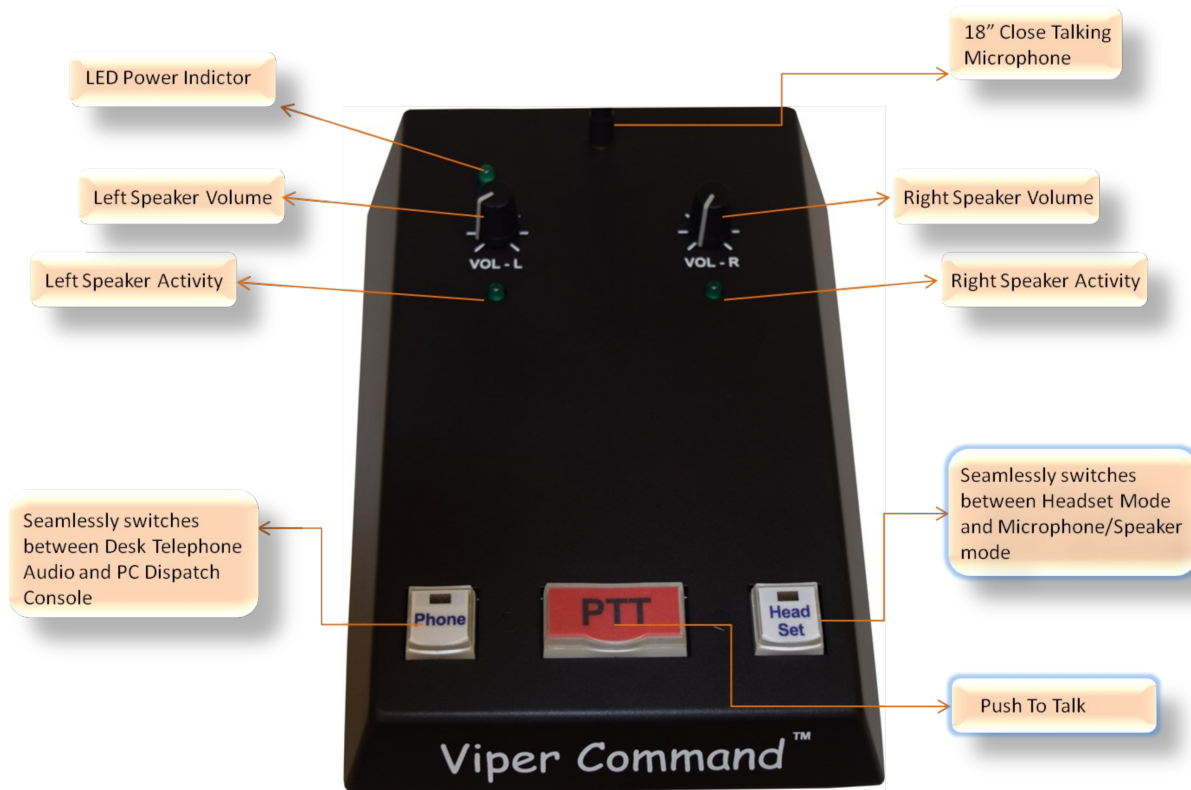 18” Close Talking
Microphone
LED Power Indictor
Left Speaker Volume
Right Speaker Volume
VOL - L
VOL - R
Left Speaker Activity
Right Speaker Activity
Seamlessly switches
between Headset Mode
and Microphone/Speaker
mode
Seamlessly switches
between Desk Telephone
Audio and PC Dispatch
Console
Phone
PTT
Head
Set
Push To Talk
Viper Command™